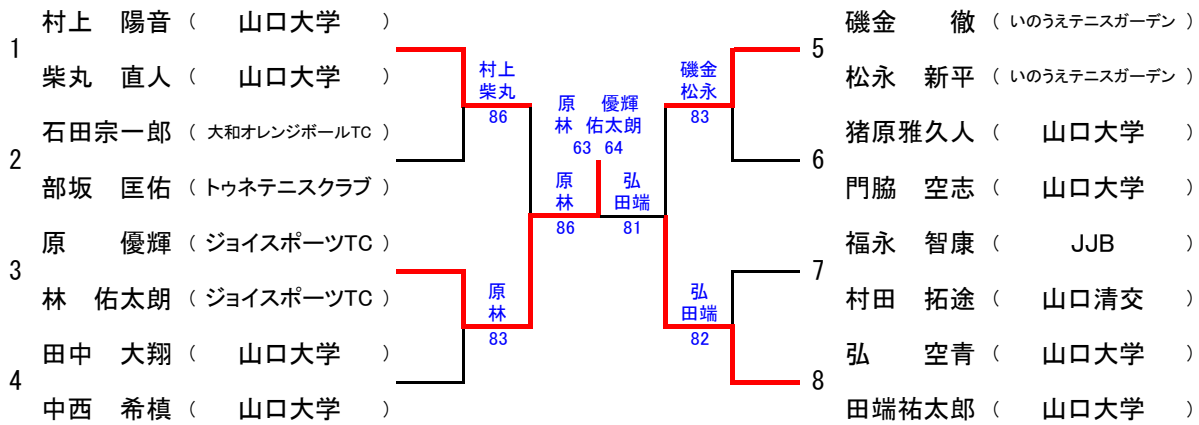 1
村上 陽音 ( 山口大学 )
柴丸 直人 ( 山口大学 )
2
石田宗一郎 ( 大和オレンジボールTC )
部坂 匡佑 ( トゥネテニスクラブ )
3
原 優輝 ( ジョイスポーツTC )
林 佑太朗 ( ジョイスポーツTC )
4
田中 大翔 ( 山口大学 )
中西 希槙 ( 山口大学 )
村上
柴丸
86
原
林
83
原
林
86
原 優輝
林 佑太朗
63 64
弘
田端
81
磯金
松永
83
弘
田端
82
5
磯金 徹 ( いのうえテニスガーデン )
松永 新平 ( いのうえテニスガーデン )
6
猪原雅久人 ( 山口大学 )
門脇 空志 ( 山口大学 )
7
福永 智康 ( JJB )
村田 拓途 ( 山口清交 )
8
弘 空青 ( 山口大学 )
田端祐太郎 ( 山口大学 )